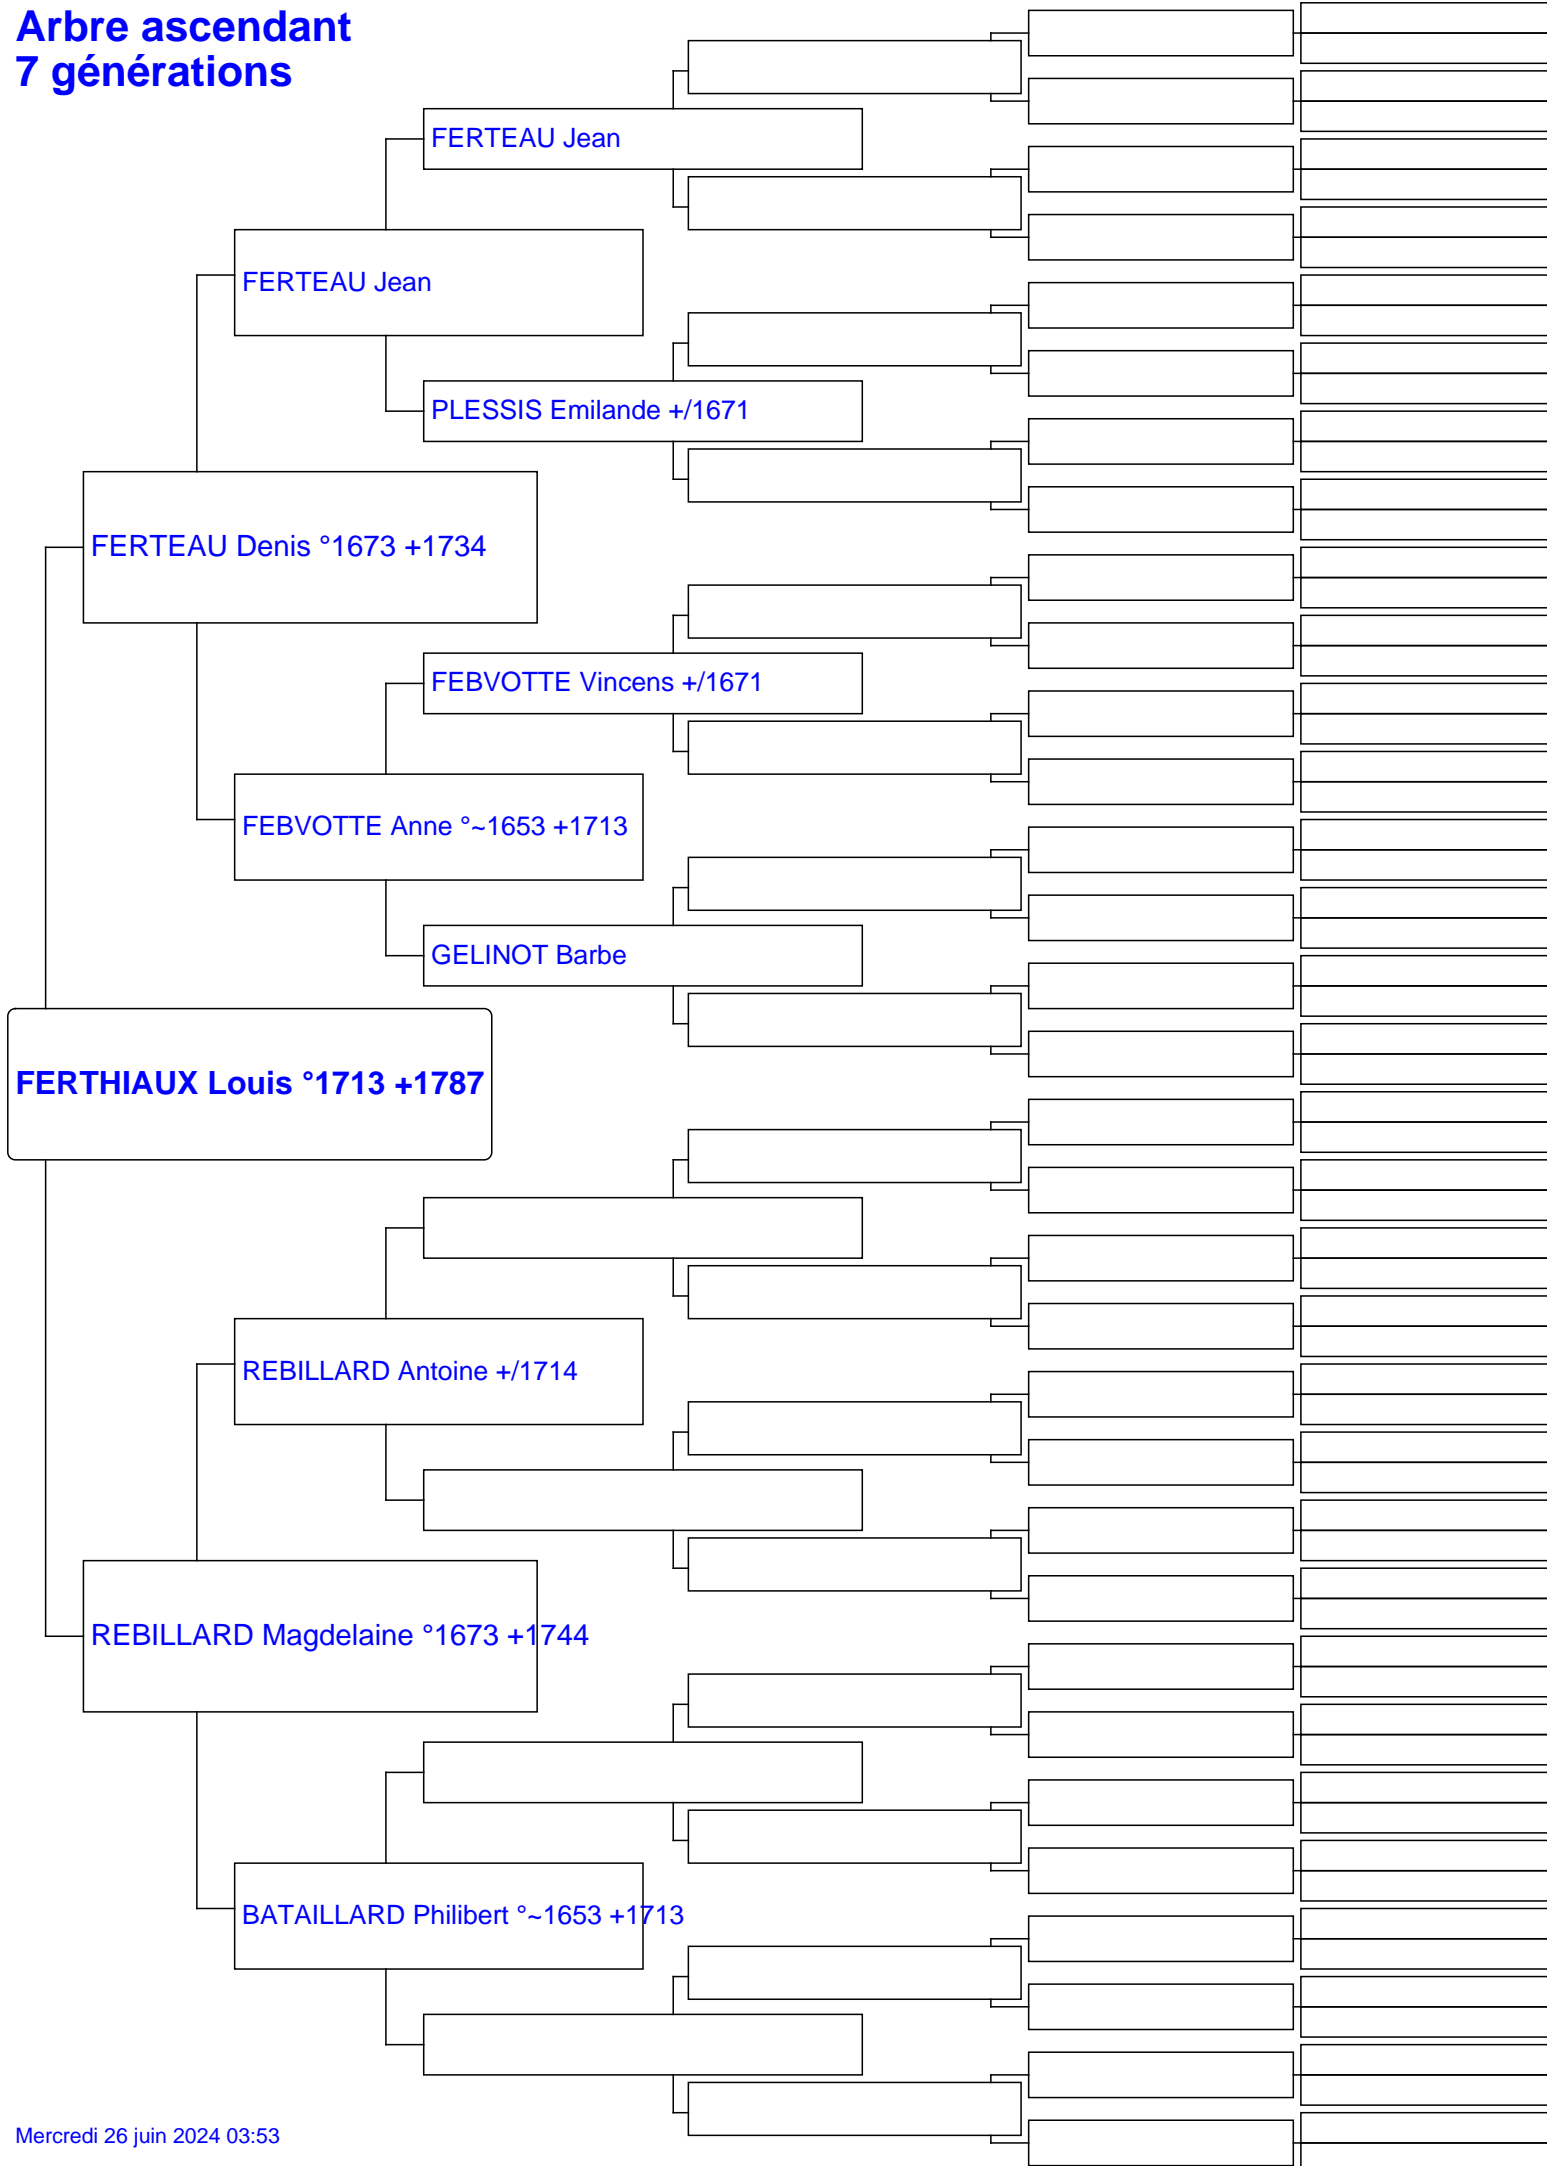 Arbre ascendant
7 générations
FERTEAU Jean
FERTEAU Jean
PLESSIS Emilande +/1671
FERTEAU Denis °1673 +1734
FEBVOTTE Vincens +/1671
FEBVOTTE Anne °~1653 +1713
GELINOT Barbe
FERTHIAUX Louis °1713 +1787
REBILLARD Antoine +/1714
REBILLARD Magdelaine °1673 +1744
BATAILLARD Philibert °~1653 +1713
Mercredi 26 juin 2024 03:53